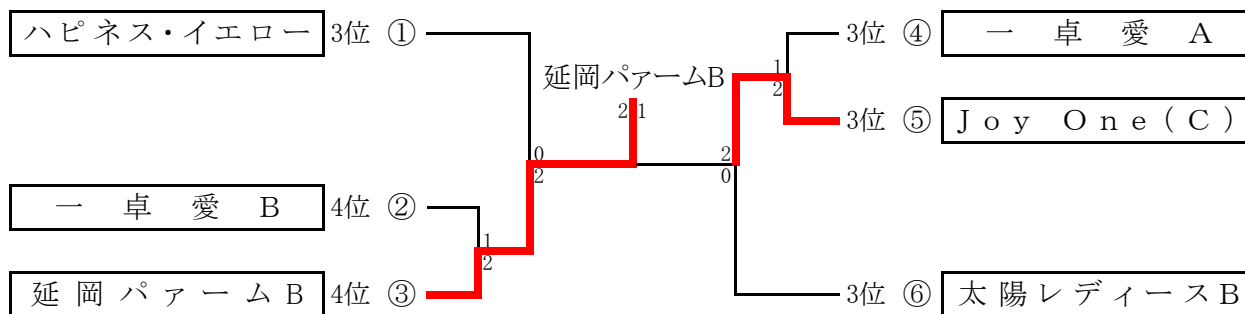 ハピネス・イエロー 3位 ①
3位 ④ 一卓愛A
延岡パァームB
1
2
2 1
3位 ⑤ Joy One(C)
0
2
2
0
一卓愛B 4位 ②
1
2
延岡パァームB 4位 ③
3位 ⑥ 太陽レディースB